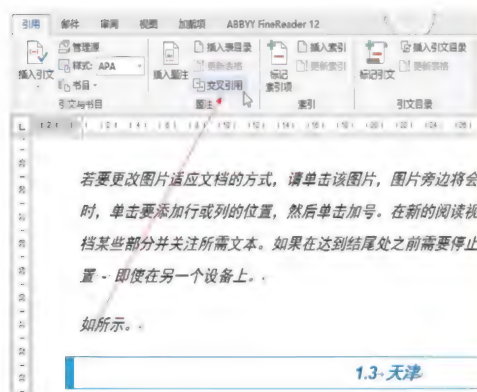 引用 邮件 审阅 视图 加载项 ABBYY FineReader 12
管理源 插入表目录 插入索引 插入引文目录
插入引文 样式: APA 插入题注 更新表格 标记索引项 更新索引 标记引文 更新表格
书目 交叉引用
引文与书目 题注 索引 引文目录
若要更改图片适应文档的方式，请单击该图片，图片旁边将会
时，单击要添加行或列的位置，然后单击加号。在新的阅读视
档某些部分并关注所需文本。如果在达到结尾处之前需要停止
置 - 即使在另一个设备上。
如所示。
1.3 天津